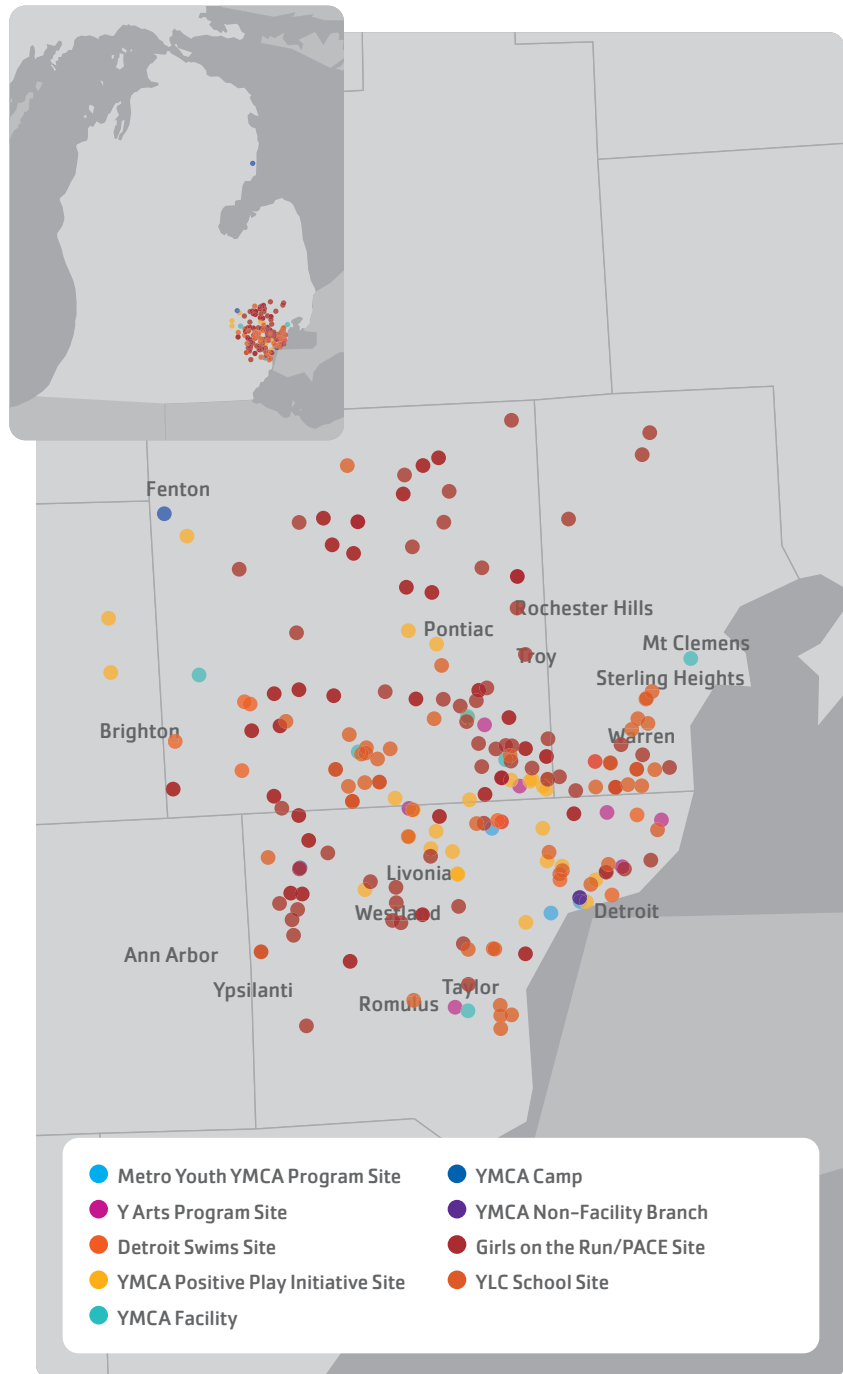 Fenton
Rochester Hills
Pontiac
Mt Clemens
Troy
Sterling Heights
Brighton
Warren
Livonia
Westland
Detroit
Ann Arbor
Ypsilanti
Taylor
Romulus
Metro Youth YMCA Program Site
Y Arts Program Site
Detroit Swims Site
YMCA Positive Play Initiative Site
YMCA Facility
YMCA Camp
YMCA Non-Facility Branch
Girls on the Run/PACE Site
YLC School Site